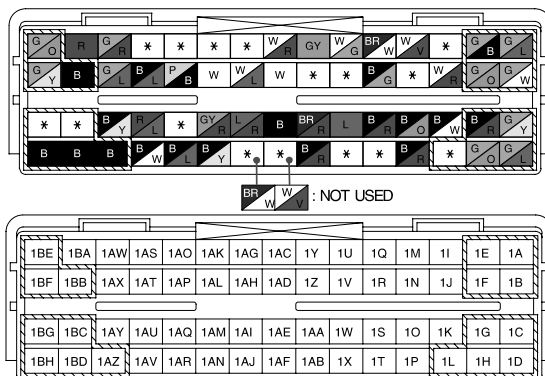 G O R G R * * * * W R GY W G BR W W V * G B G L
G Y B G L B L P B W W L W * * B G * W R G O G W
* * B Y R L * GY R L R B BR R L B R B O B W B R G Y
B B B B W B L B Y * * B R * * B R * G O G L
BR W W V : NOT USED
1BE 1BA 1AW 1AS 1AO 1AK 1AG 1AC 1Y 1U 1Q 1M 1I 1E 1A
1BF 1BB 1AX 1AT 1AP 1AL 1AH 1AD 1Z 1V 1R 1N 1J 1F 1B
1BG 1BC 1AY 1AU 1AQ 1AM 1AI 1AE 1AA 1W 1S 1O 1K 1G 1C
1BH 1BD 1AZ 1AV 1AR 1AN 1AJ 1AF 1AB 1X 1T 1P 1L 1H 1D